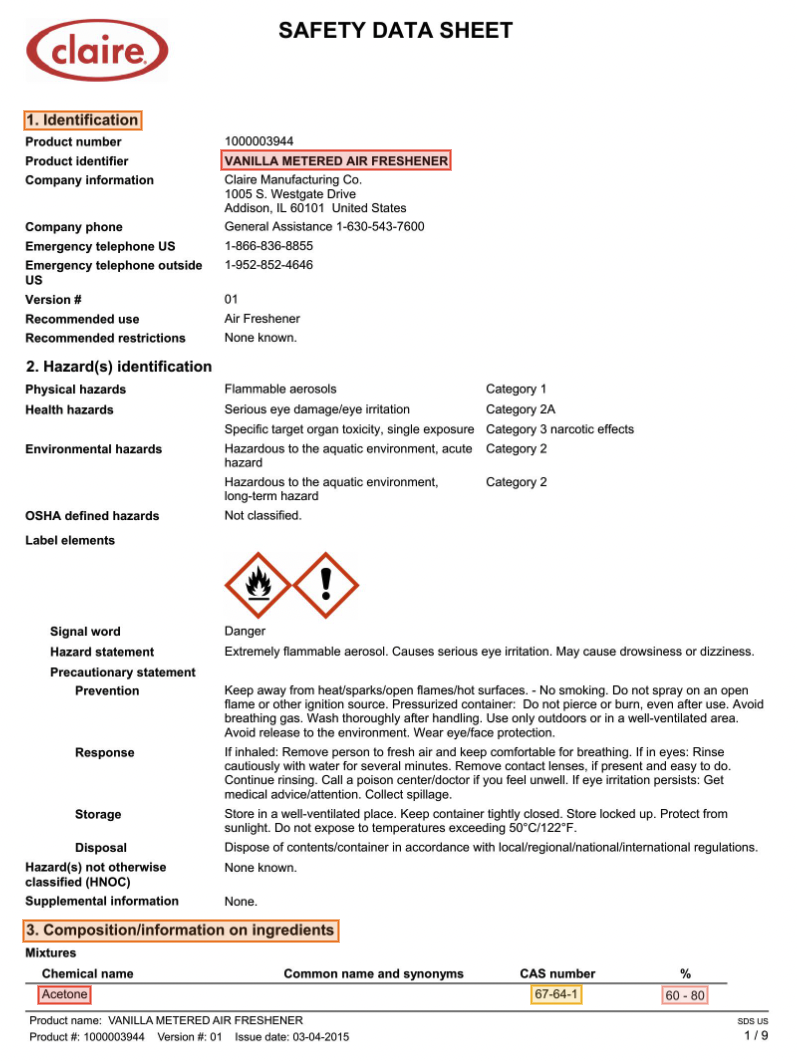 claire
SAFETY DATA SHEET
1. Identification
Product number 1000003944
Product identifier VANILLA METERED AIR FRESHENER
Company information Claire Manufacturing Co.
1005 S. Westgate Drive
Addison, IL 60101 United States
Company phone General Assistance 1-630-543-7600
Emergency telephone US 1-866-836-8855
Emergency telephone outside 1-952-852-4646
US
Version # 01
Recommended use Air Freshener
Recommended restrictions None known.
2. Hazard(s) identification
Physical hazards Flammable aerosols Category 1
Health hazards Serious eye damage/eye irritation Category 2A
Specific target organ toxicity, single exposure Category 3 narcotic effects
Environmental hazards Hazardous to the aquatic environment, acute Category 2
hazard
Hazardous to the aquatic environment, Category 2
long-term hazard
OSHA defined hazards Not classified.
Label elements
Signal word Danger
Hazard statement Extremely flammable aerosol. Causes serious eye irritation. May cause drowsiness or dizziness.
Precautionary statement
Prevention Keep away from heat/sparks/open flames/hot surfaces. - No smoking. Do not spray on an open
flame or other ignition source. Pressurized container: Do not pierce or burn, even after use. Avoid
breathing gas. Wash thoroughly after handling. Use only outdoors or in a well-ventilated area.
Avoid release to the environment. Wear eye/face protection.
Response If inhaled: Remove person to fresh air and keep comfortable for breathing. If in eyes: Rinse
cautiously with water for several minutes. Remove contact lenses, if present and easy to do.
Continue rinsing. Call a poison center/doctor if you feel unwell. If eye irritation persists: Get
medical advice/attention. Collect spillage.
Storage Store in a well-ventilated place. Keep container tightly closed. Store locked up. Protect from
sunlight. Do not expose to temperatures exceeding 50°C/122°F.
Disposal Dispose of contents/container in accordance with local/regional/national/international regulations.
Hazard(s) not otherwise None known.
classified (HNOC)
Supplemental information None.
3. Composition/information on ingredients
Mixtures
Chemical name Common name and synonyms CAS number %
Acetone 67-64-1 60 - 80
Product name: VANILLA METERED AIR FRESHENER SDS US
Product #: 1000003944 Version #: 01 Issue date: 03-04-2015 1 / 9